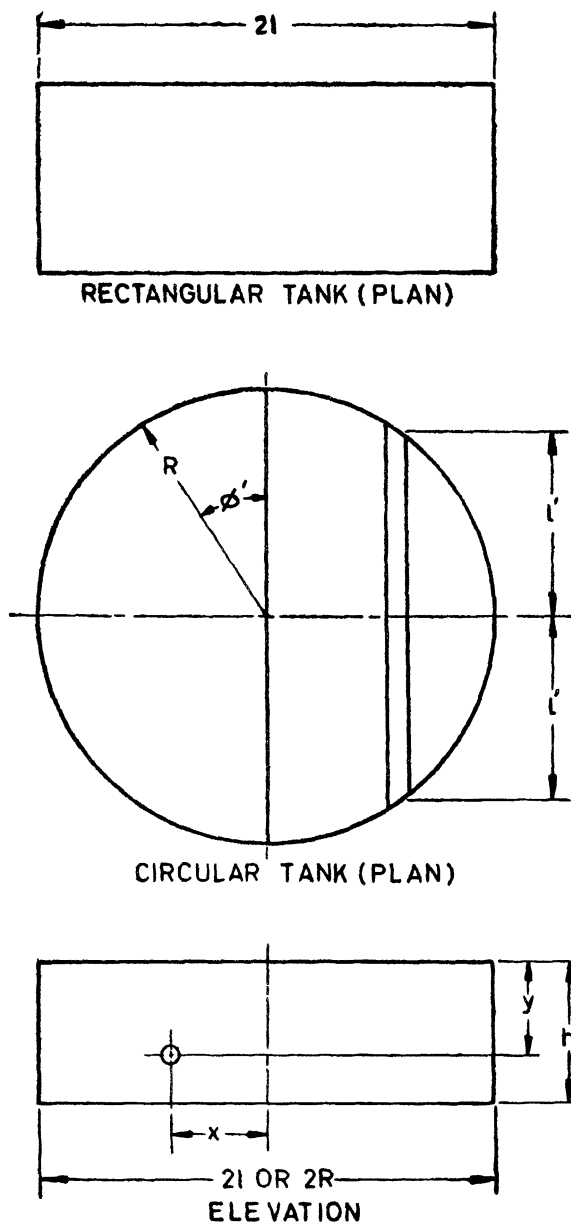 2l
RECTANGULAR TANK (PLAN)
R
ø'
l'
l'
CIRCULAR TANK (PLAN)
y
h
x
2l OR 2R
ELEVATION